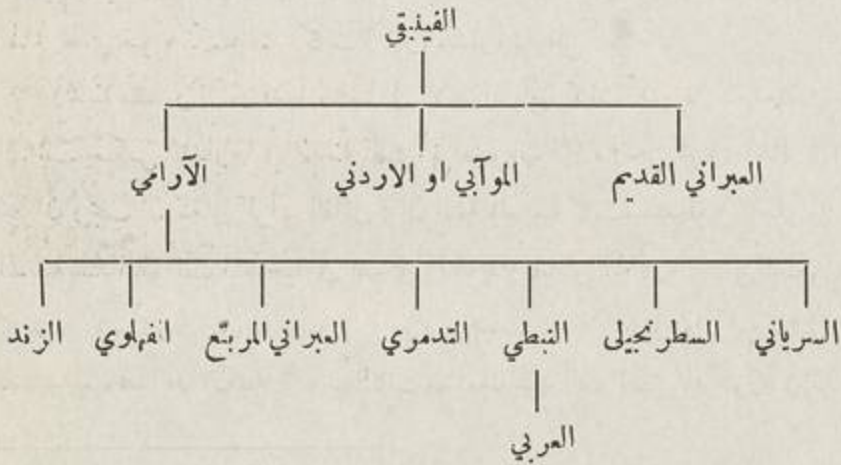 الفينيقي
العبراني القديم الموآبي او الاردني الآرامي
السرياني السطرنجيلي النبطي التدمري العبراني المربّع الفهلوي الزند
العربي